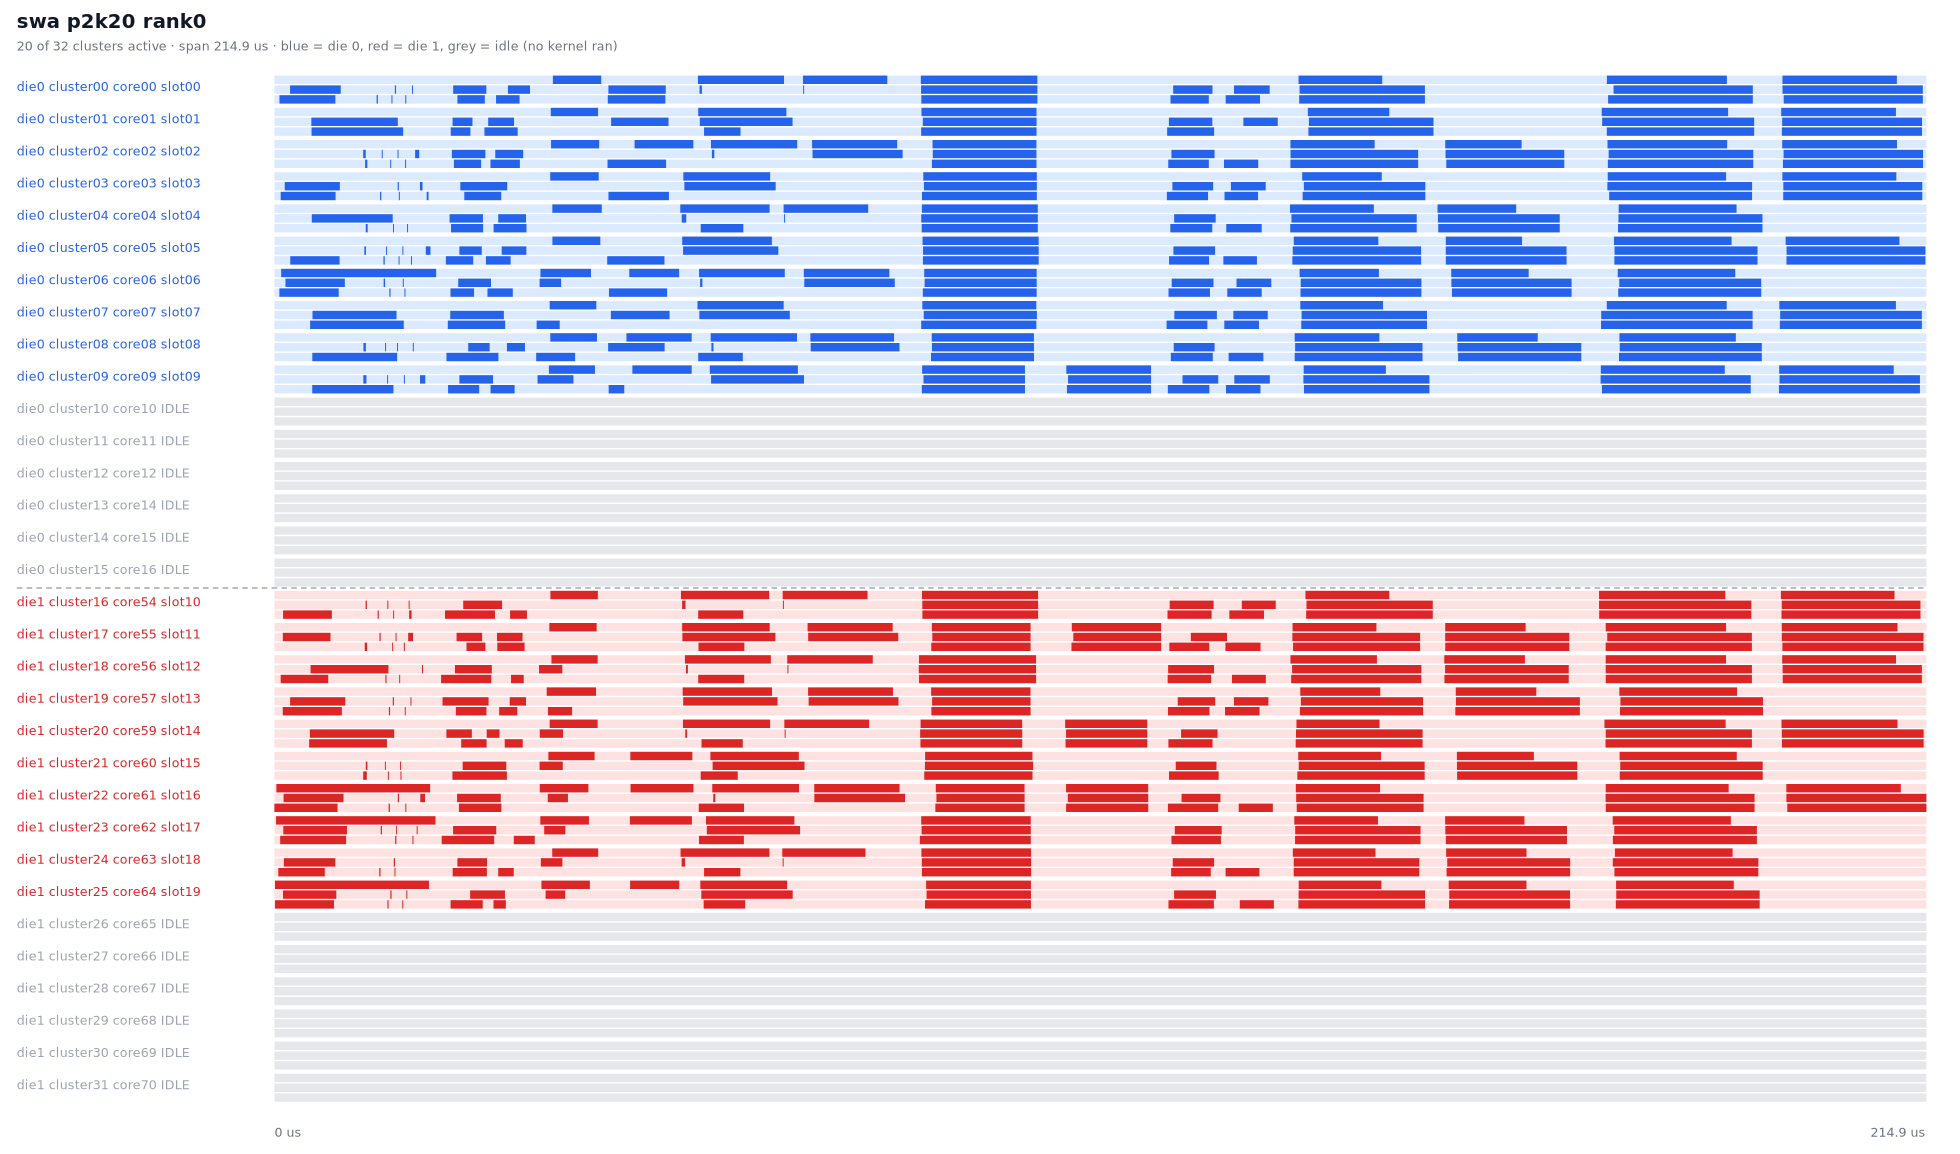 swa p2k20 rank0
20 of 32 clusters active · span 214.9 us · blue = die 0, red = die 1, grey = idle (no kernel ran)
die0 cluster00 core00 slot00
die0 cluster01 core01 slot01
die0 cluster02 core02 slot02
die0 cluster03 core03 slot03
die0 cluster04 core04 slot04
die0 cluster05 core05 slot05
die0 cluster06 core06 slot06
die0 cluster07 core07 slot07
die0 cluster08 core08 slot08
die0 cluster09 core09 slot09
die0 cluster10 core10 IDLE
die0 cluster11 core11 IDLE
die0 cluster12 core12 IDLE
die0 cluster13 core14 IDLE
die0 cluster14 core15 IDLE
die0 cluster15 core16 IDLE
die1 cluster16 core54 slot10
die1 cluster17 core55 slot11
die1 cluster18 core56 slot12
die1 cluster19 core57 slot13
die1 cluster20 core59 slot14
die1 cluster21 core60 slot15
die1 cluster22 core61 slot16
die1 cluster23 core62 slot17
die1 cluster24 core63 slot18
die1 cluster25 core64 slot19
die1 cluster26 core65 IDLE
die1 cluster27 core66 IDLE
die1 cluster28 core67 IDLE
die1 cluster29 core68 IDLE
die1 cluster30 core69 IDLE
die1 cluster31 core70 IDLE
0 us
214.9 us